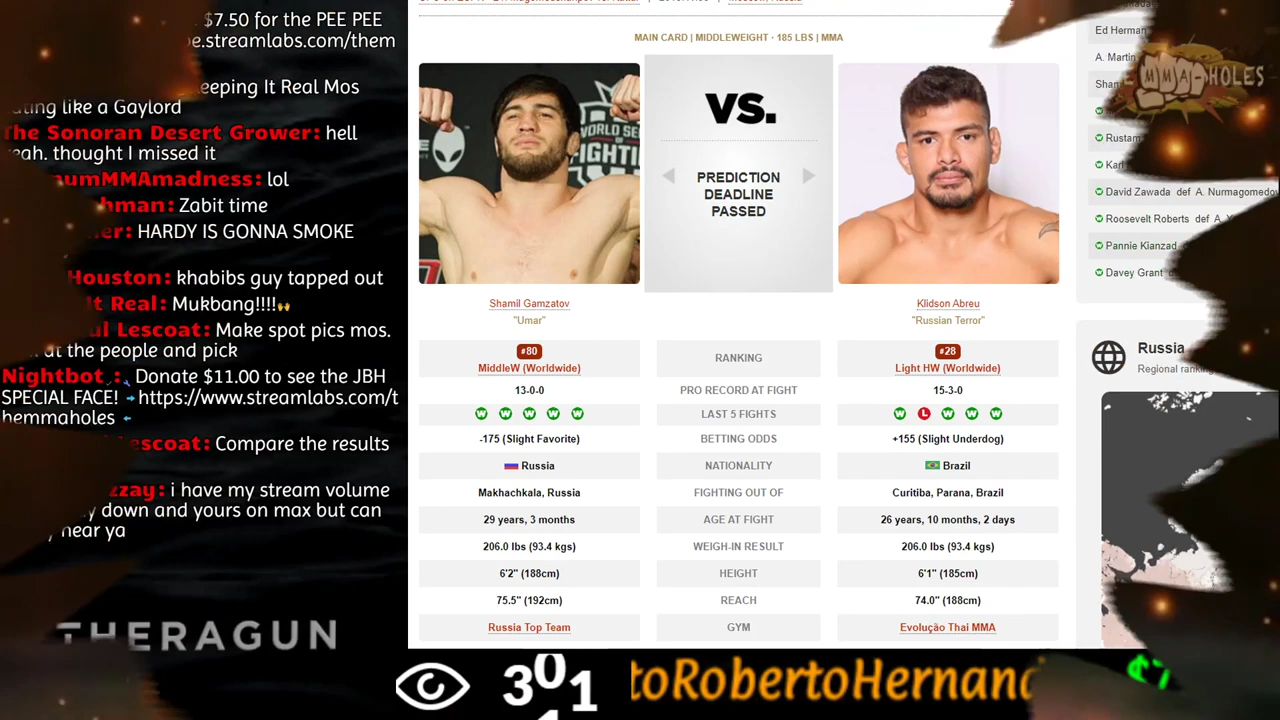 $7.50 for the PEE PEE
e.streamlabs.com/them
eeping It Real Mos
ating like a Gaylord
The Sonoran Desert Grower: hell
yeah. thought I missed it
umMMAmadness: lol
hman: Zabit time
er: HARDY IS GONNA SMOKE
Houston: khabibs guy tapped out
It Real: Mukbang!!!!🙌
ul Lescoat: Make spot pics mos.
at the people and pick
Nightbot : Donate $11.00 to see the JBH
SPECIAL FACE! → https://www.streamlabs.com/t
hemmaholes ←
escoat: Compare the results
zzay: i have my stream volume
y down and yours on max but can
hear ya
THERAGUN
MAIN CARD | MIDDLEWEIGHT · 185 LBS | MMA
VS.
PREDICTION
DEADLINE
PASSED
Shamil Gamzatov
"Umar"
Klidson Abreu
"Russian Terror"
#80
MiddleW (Worldwide)
RANKING
#28
Light HW (Worldwide)
13-0-0 PRO RECORD AT FIGHT 15-3-0
W W W W W LAST 5 FIGHTS W L W W W
-175 (Slight Favorite) BETTING ODDS +155 (Slight Underdog)
Russia NATIONALITY Brazil
Makhachkala, Russia FIGHTING OUT OF Curitiba, Parana, Brazil
29 years, 3 months AGE AT FIGHT 26 years, 10 months, 2 days
206.0 lbs (93.4 kgs) WEIGH-IN RESULT 206.0 lbs (93.4 kgs)
6'2" (188cm) HEIGHT 6'1" (185cm)
75.5" (192cm) REACH 74.0" (188cm)
Russia Top Team GYM Evolução Thai MMA
Ed Herman
A. Martin
Sham
MMA-HOLES
Rustam
Karl
David Zawada def A. Nurmagomedo
Roosevelt Roberts def A. Y
Pannie Kianzad
Davey Grant
Russia
Regional ranking
toRobertoHernand